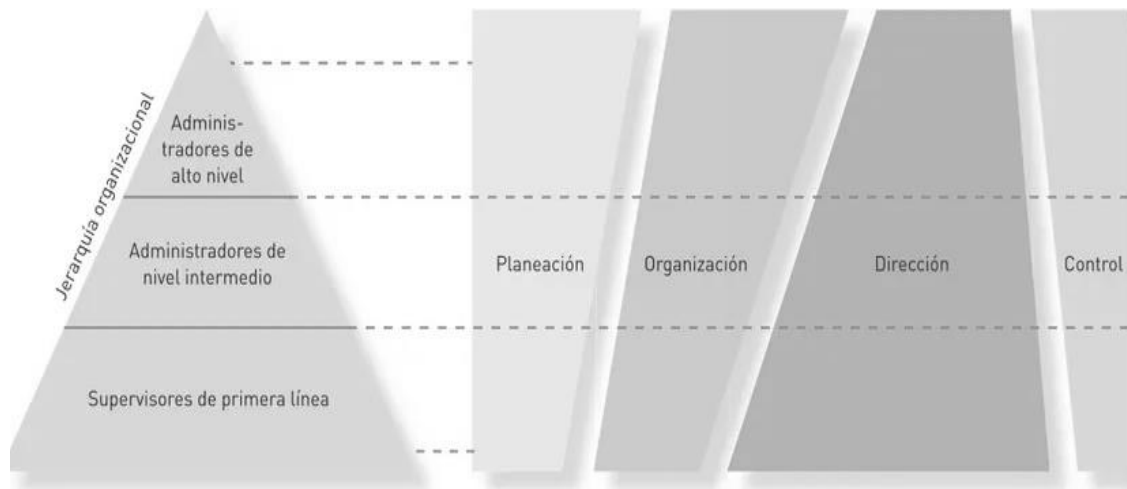 Jerarquía organizacional
Adminis-
tradores de
alto nivel
Administradores de
nivel intermedio
Supervisores de primera línea
Planeación
Organización
Dirección
Control